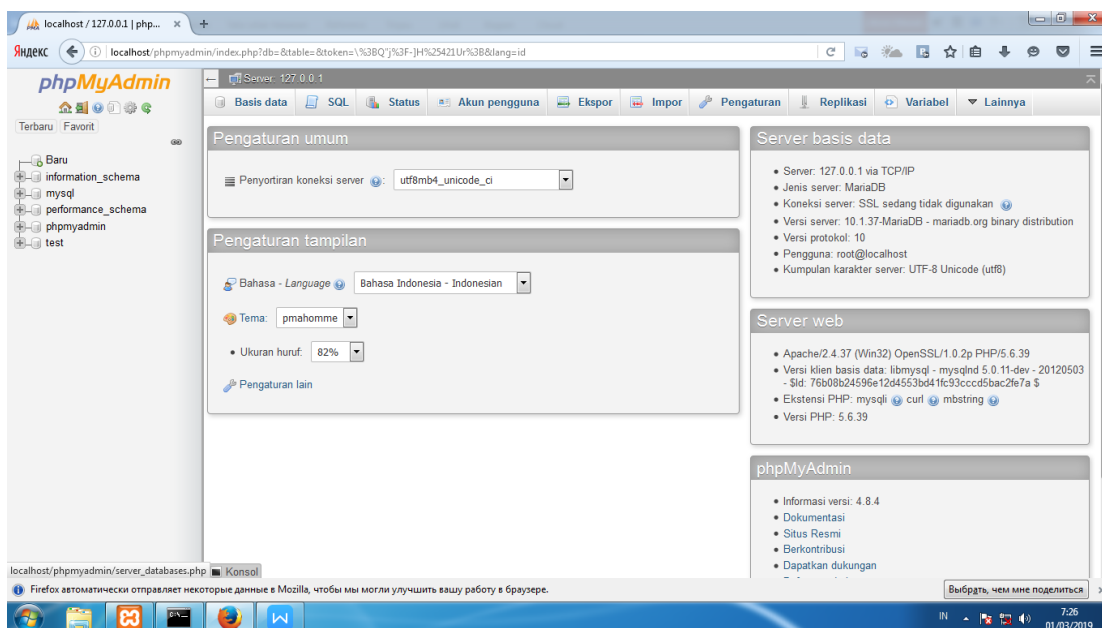 localhost / 127.0.0.1 | php...
Яндекс
localhost/phpmyadmin/index.php?db=&table=&token=\%3BQ"j%3F-]H%25421Ur%3B&lang=id
phpMyAdmin
Terbaru Favorit
Baru
information_schema
mysql
performance_schema
phpmyadmin
test
Server: 127.0.0.1
Basis data SQL Status Akun pengguna Ekspor Impor Pengaturan Replikasi Variabel Lainnya
Pengaturan umum
Penyortiran koneksi server : utf8mb4_unicode_ci
Pengaturan tampilan
Bahasa - Language Bahasa Indonesia - Indonesian
Tema: pmahomme
Ukuran huruf: 82%
Pengaturan lain
Server basis data
Server: 127.0.0.1 via TCP/IP
Jenis server: MariaDB
Koneksi server: SSL sedang tidak digunakan
Versi server: 10.1.37-MariaDB - mariadb.org binary distribution
Versi protokol: 10
Pengguna: root@localhost
Kumpulan karakter server: UTF-8 Unicode (utf8)
Server web
Apache/2.4.37 (Win32) OpenSSL/1.0.2p PHP/5.6.39
Versi klien basis data: libmysql - mysqlnd 5.0.11-dev - 20120503
- $Id: 76b08b24596e12d4553bd41fc93cccd5bac2fe7a $
Ekstensi PHP: mysqli curl mbstring
Versi PHP: 5.6.39
phpMyAdmin
Informasi versi: 4.8.4
Dokumentasi
Situs Resmi
Berkontribusi
Dapatkan dukungan
localhost/phpmyadmin/server_databases.php Konsol
Firefox автоматически отправляет некоторые данные в Mozilla, чтобы мы могли улучшить вашу работу в браузере.
Выбрать, чем мне поделиться
IN
7:26
01/03/2019